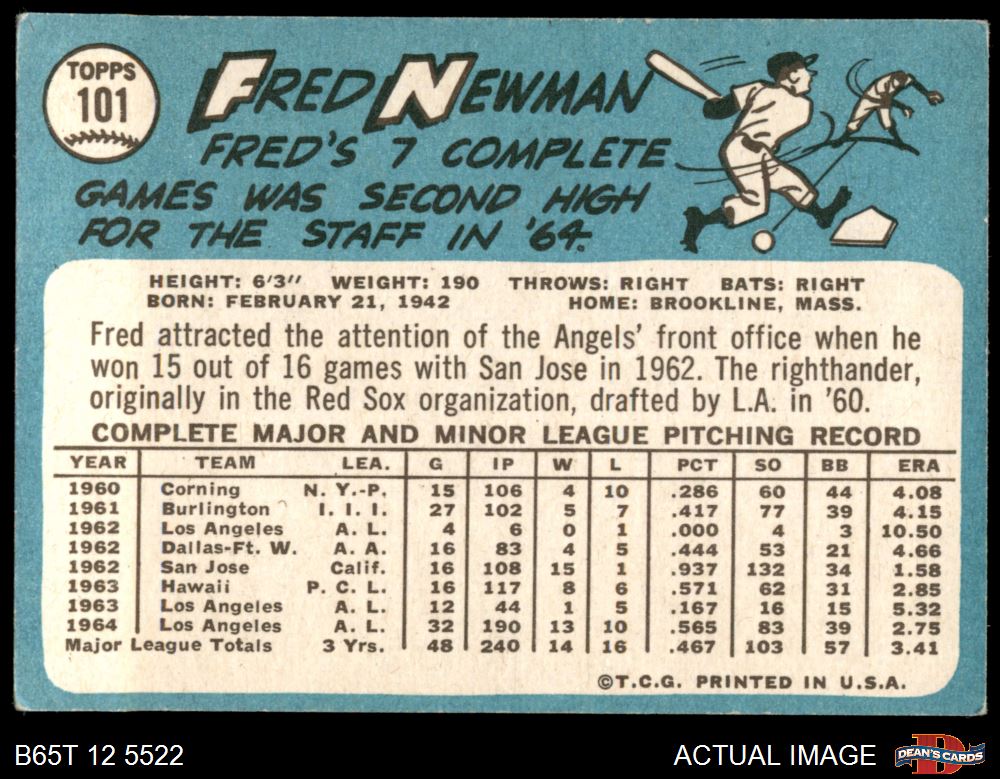 TOPPS
101
FRED NEWMAN
FRED'S 7 COMPLETE
GAMES WAS SECOND HIGH
FOR THE STAFF IN '64.
HEIGHT: 6'3" WEIGHT: 190 THROWS: RIGHT BATS: RIGHT
BORN: FEBRUARY 21, 1942 HOME: BROOKLINE, MASS.
Fred attracted the attention of the Angels' front office when he
won 15 out of 16 games with San Jose in 1962. The righthander,
originally in the Red Sox organization, drafted by L.A. in '60.
COMPLETE MAJOR AND MINOR LEAGUE PITCHING RECORD
YEAR TEAM LEA. G IP W L PCT SO BB ERA
1960 Corning N. Y.-P. 15 106 4 10 .286 60 44 4.08
1961 Burlington I. I. I. 27 102 5 7 .417 77 39 4.15
1962 Los Angeles A. L. 4 6 0 1 .000 4 3 10.50
1962 Dallas-Ft. W. A. A. 16 83 4 5 .444 53 21 4.66
1962 San Jose Calif. 16 108 15 1 .937 132 34 1.58
1963 Hawaii P. C. L. 16 117 8 6 .571 62 31 2.85
1963 Los Angeles A. L. 12 44 1 5 .167 16 15 5.32
1964 Los Angeles A. L. 32 190 13 10 .565 83 39 2.75
Major League Totals 3 Yrs. 48 240 14 16 .467 103 57 3.41
©T.C.G. PRINTED IN U.S.A.
B65T 12 5522 ACTUAL IMAGE
D
DEAN'S CARDS